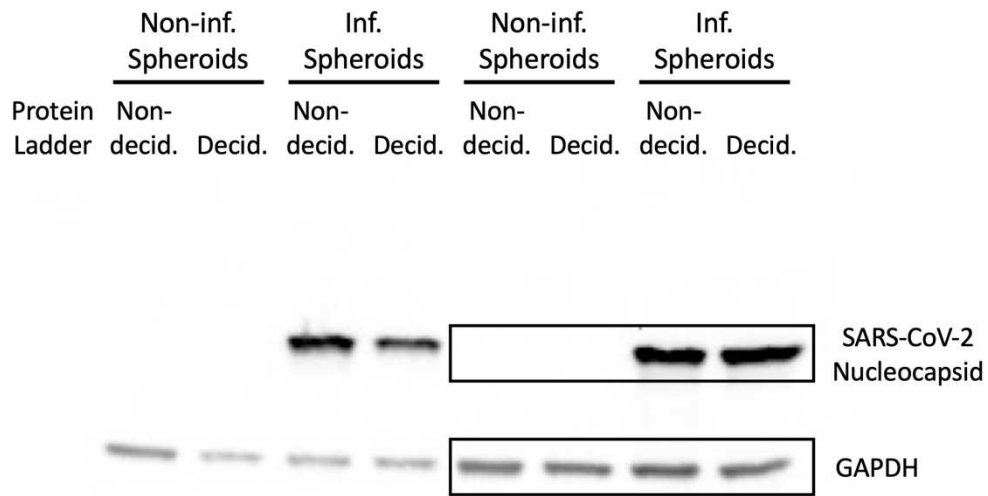 Non-inf. Inf. Non-inf. Inf.
Spheroids Spheroids Spheroids Spheroids
Protein Non- Non- Non- Non-
Ladder decid. Decid. decid. Decid. decid. Decid. decid. Decid.
SARS-CoV-2
Nucleocapsid
GAPDH